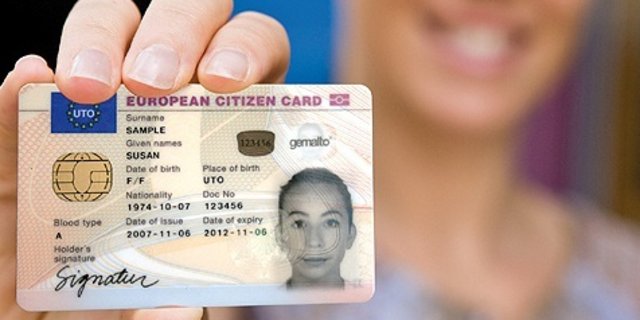 EUROPEAN CITIZEN CARD
UTO
Surname
SAMPLE
123456
gemalto
Given names
SUSAN
Date of birth Place of birth
F/F UTO
Nationality Doc No
1974-10-07 123456
Blood type Date of issue Date of expiry
A 2007-11-06 2012-11-06
Holder's
signature
Signatur